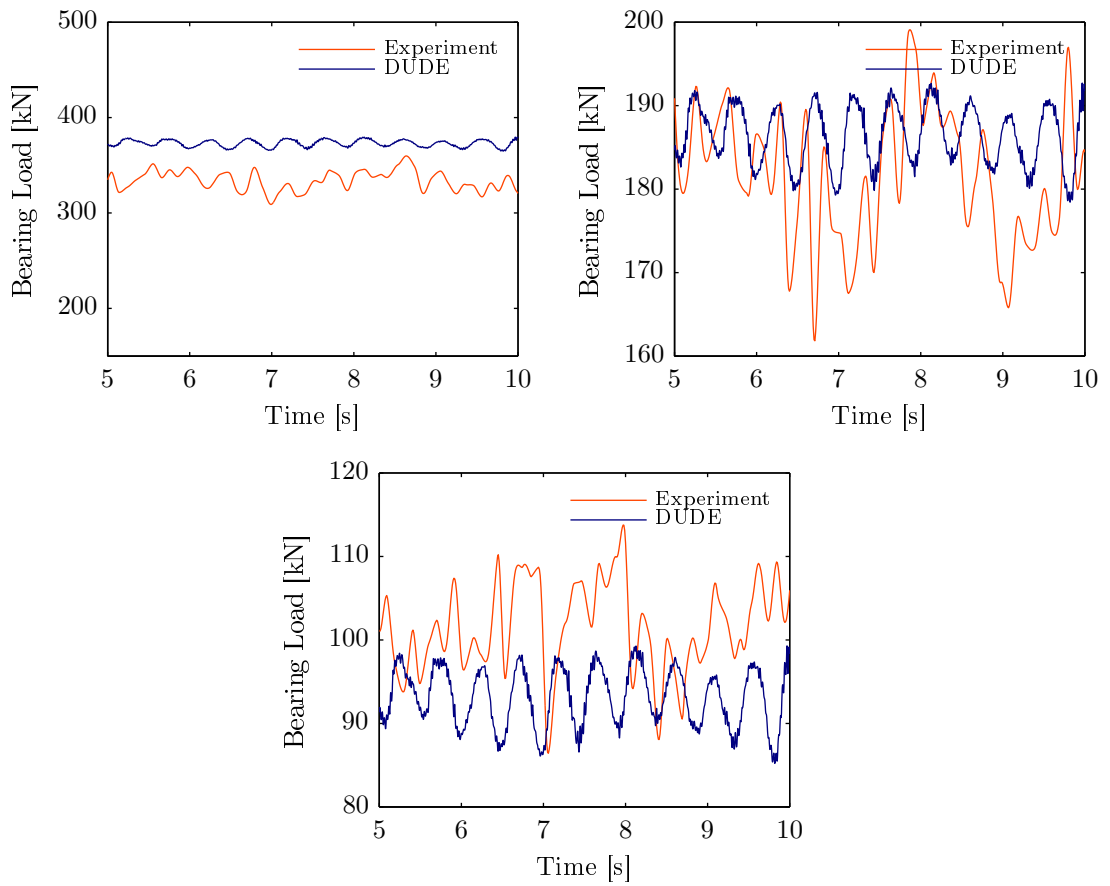 500
400
300
200
Bearing Load [kN]
Experiment
DUDE
5 6 7 8 9 10
Time [s]
200
190
180
170
160
Bearing Load [kN]
Experiment
DUDE
5 6 7 8 9 10
Time [s]
120
110
100
90
80
Bearing Load [kN]
Experiment
DUDE
5 6 7 8 9 10
Time [s]